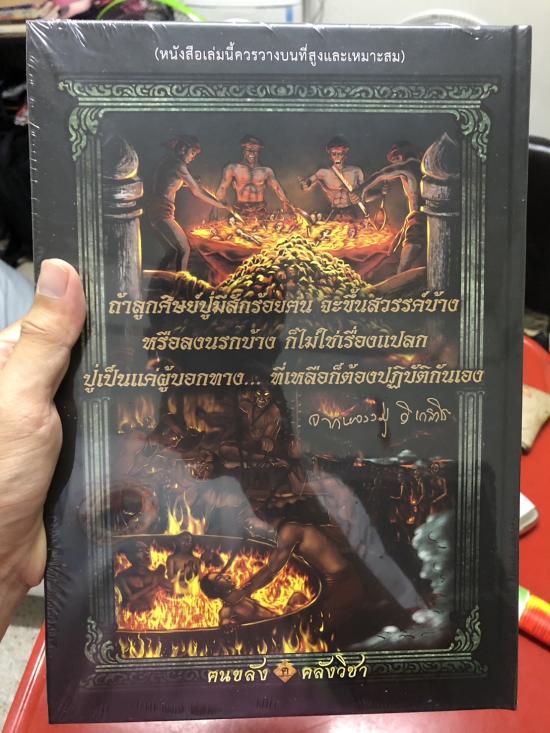 (หนังสือเล่มนี้ควรวางบนที่สูงและเหมาะสม)
ถ้าลูกศิษย์ปู่มีสักร้อยคน จะขึ้นสวรรค์บ้าง
หรือลงนรกบ้าง ก็ไม่ใช่เรื่องแปลก
ปู่เป็นแค่ผู้บอกทาง... ที่เหลือก็ต้องปฏิบัติกันเอง
ฅนขลัง ฅ คลังวิชา